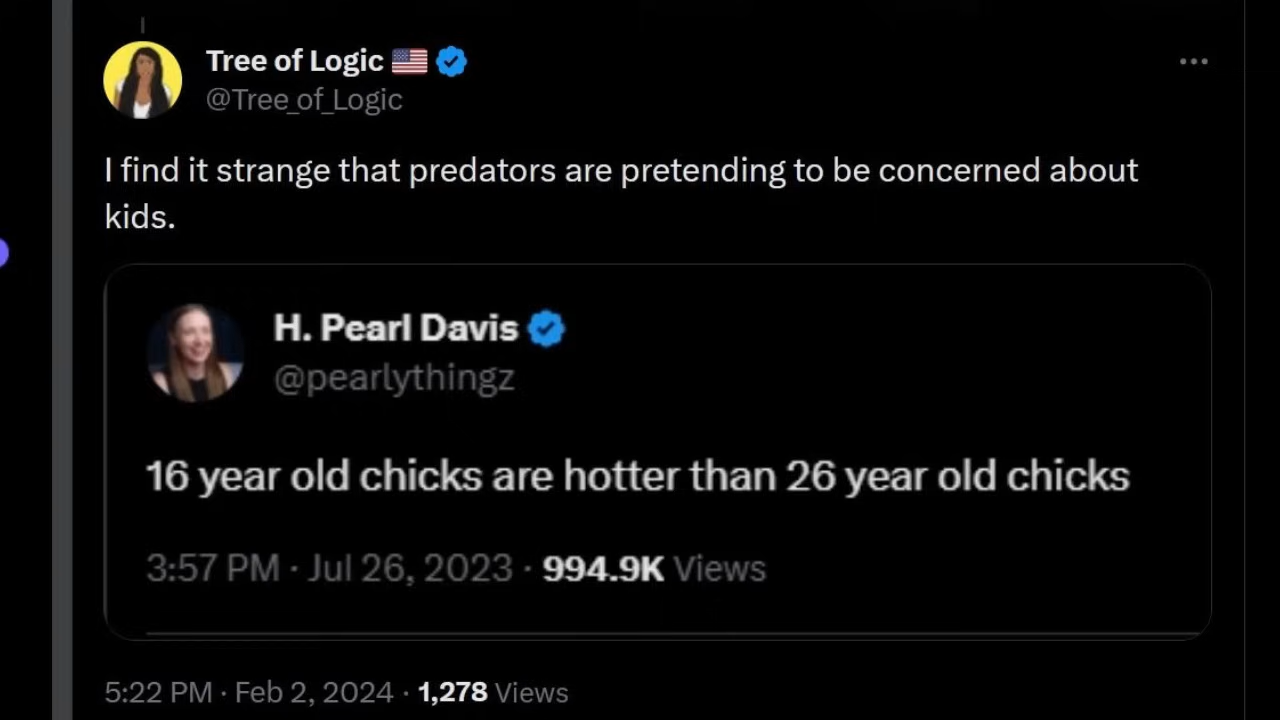 Tree of Logic 🇺🇸
@Tree_of_Logic
I find it strange that predators are pretending to be concerned about
kids.
H. Pearl Davis
@pearlythingz
16 year old chicks are hotter than 26 year old chicks
3:57 PM · Jul 26, 2023 · 994.9K Views
5:22 PM · Feb 2, 2024 · 1,278 Views